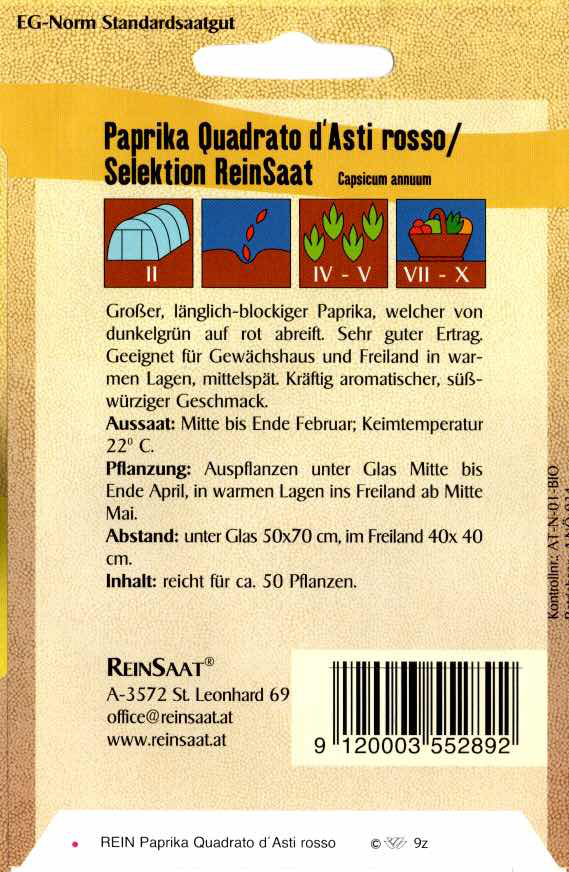 EG-Norm Standardsaatgut
Paprika Quadrato d'Asti rosso/
Selektion ReinSaat Capsicum annuum
II IV - V VII - X
Großer, länglich-blockiger Paprika, welcher von
dunkelgrün auf rot abreift. Sehr guter Ertrag.
Geeignet für Gewächshaus und Freiland in war-
men Lagen, mittelspät. Kräftig aromatischer, süß-
würziger Geschmack.
Aussaat: Mitte bis Ende Februar; Keimtemperatur
22⁰ C.
Pflanzung: Auspflanzen unter Glas Mitte bis
Ende April, in warmen Lagen ins Freiland ab Mitte
Mai.
Abstand: unter Glas 50x70 cm, im Freiland 40x 40
cm.
Inhalt: reicht für ca. 50 Pflanzen.
Kontrollnr. AT-N-01-BIO
REINSAAT®
A-3572 St. Leonhard 69
office@reinsaat.at
www.reinsaat.at
9 120003 552892
REIN Paprika Quadrato d´Asti rosso © 9z